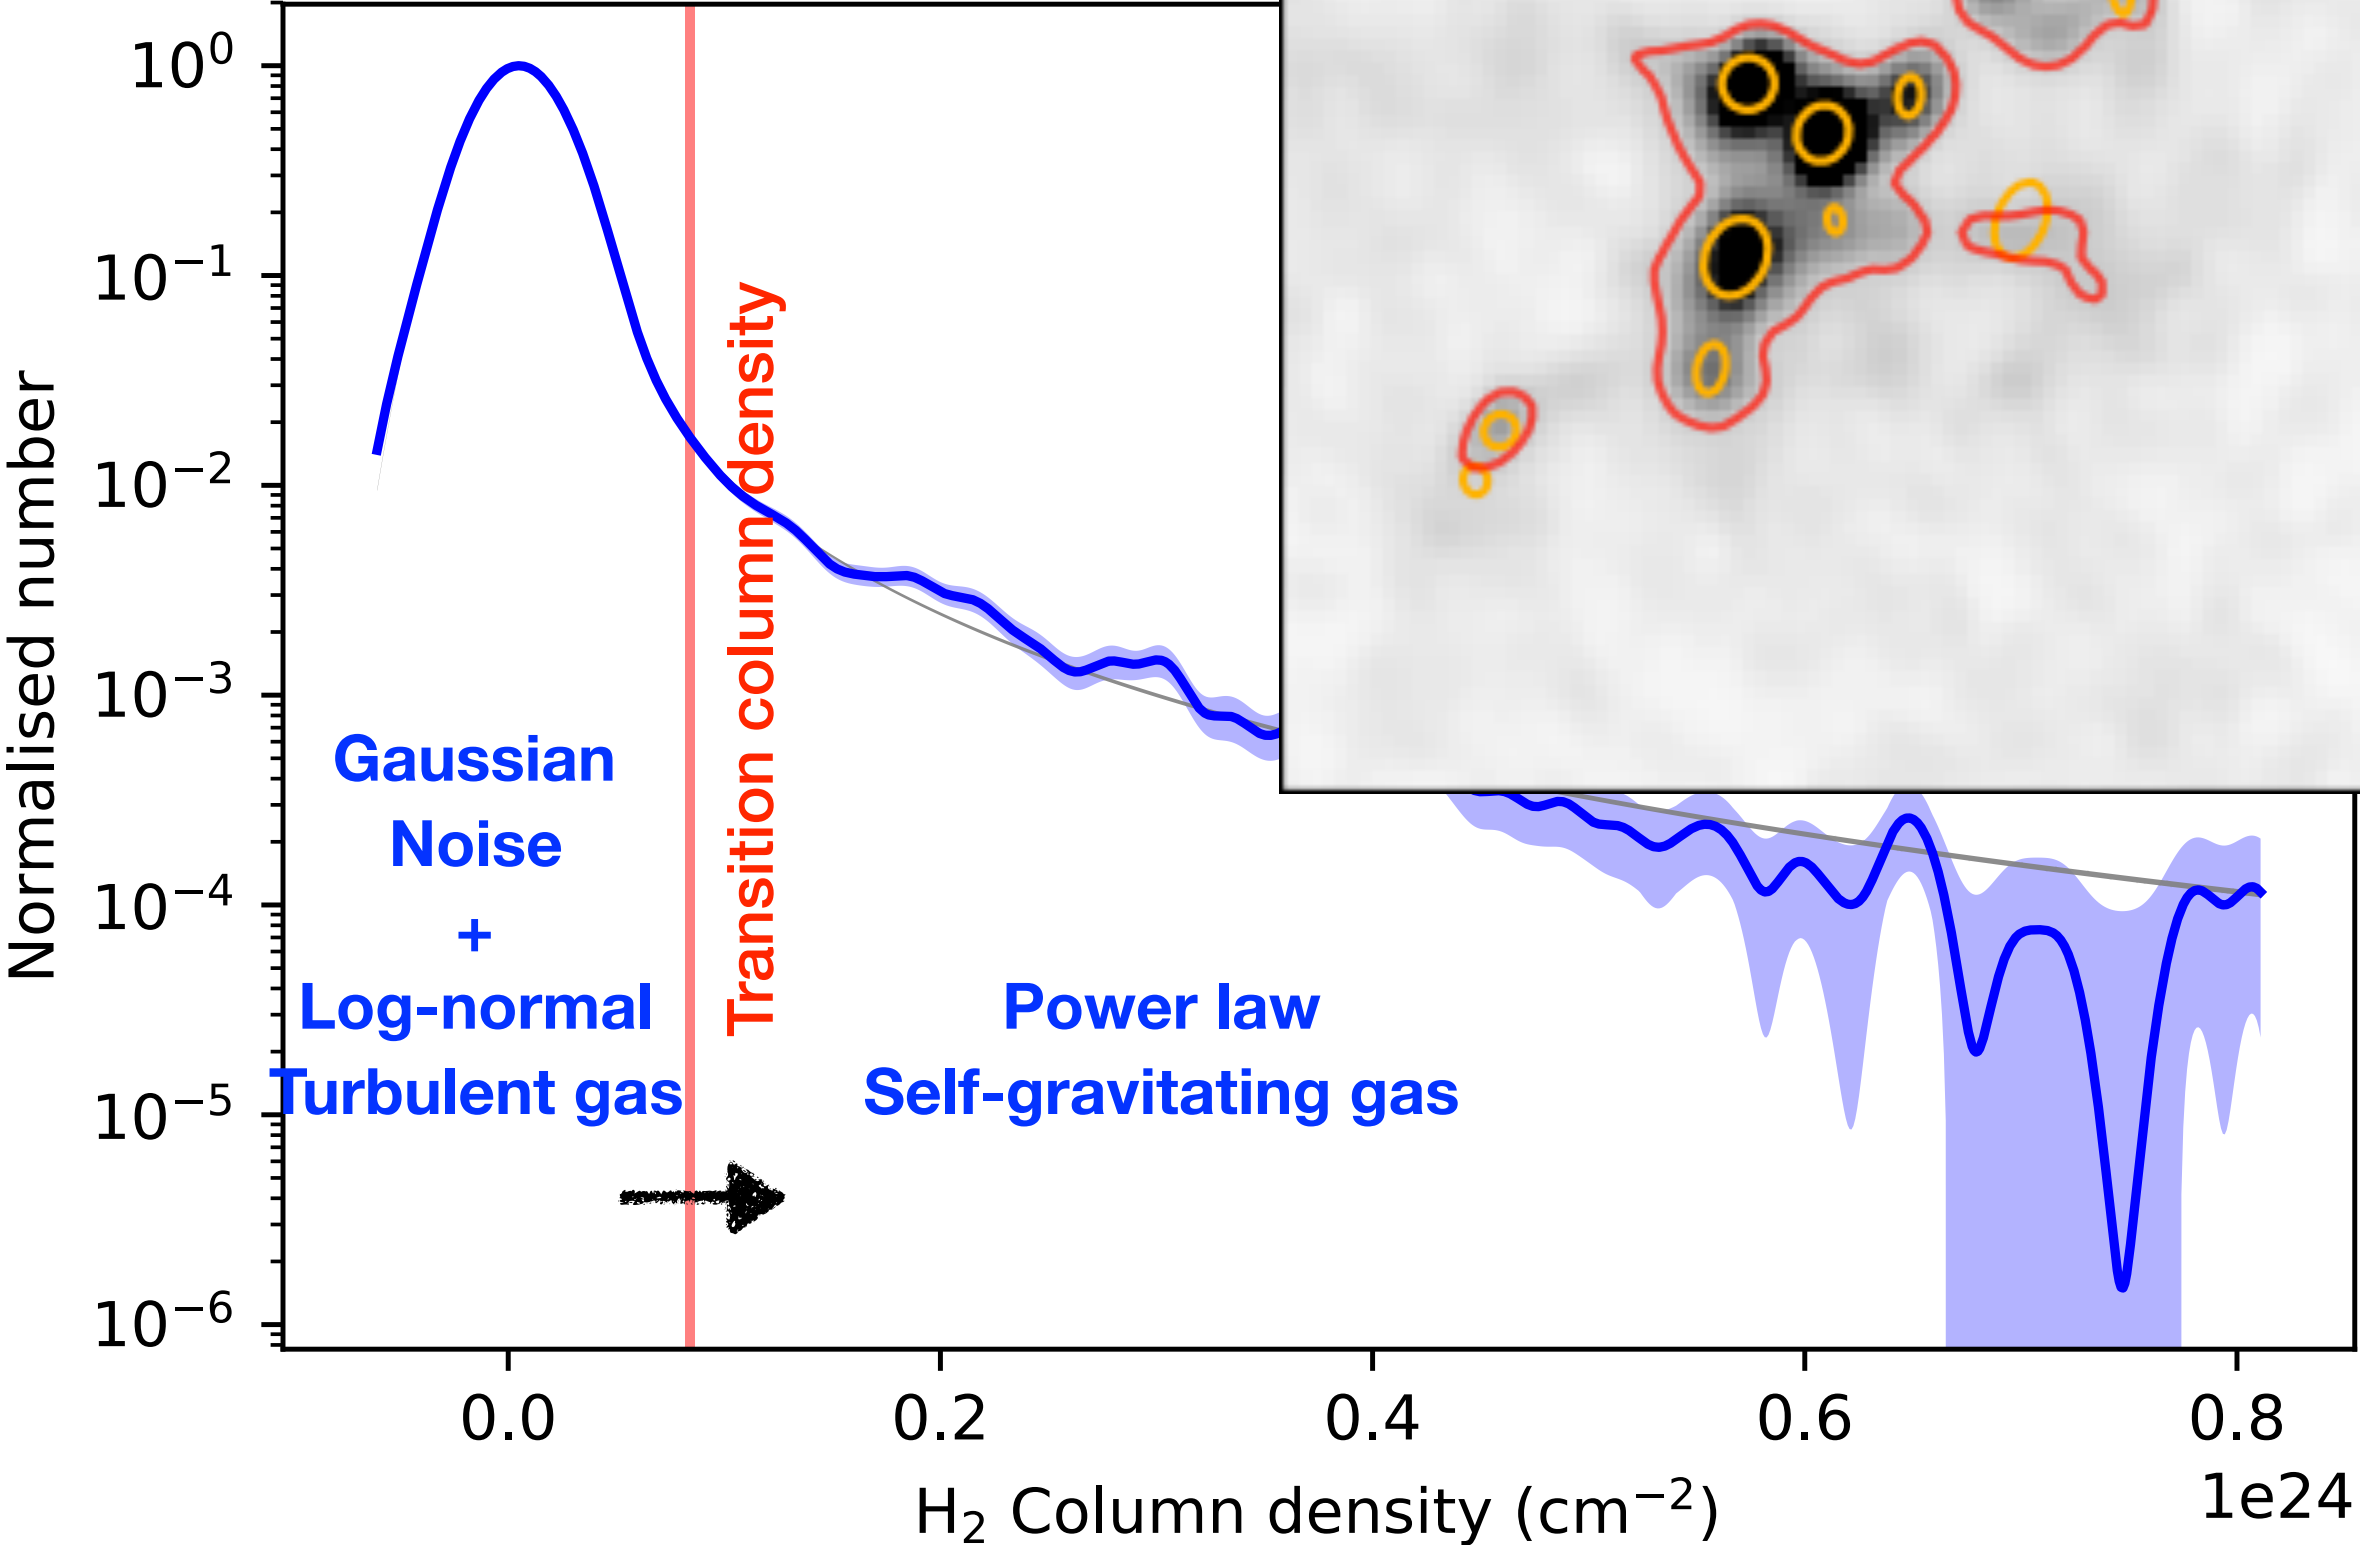 10⁰
10⁻¹
10⁻²
10⁻³
10⁻⁴
10⁻⁵
10⁻⁶
Normalised number
Transition column density
Gaussian
Noise
+
Log-normal
Turbulent gas
Power law
Self-gravitating gas
0.0 0.2 0.4 0.6 0.8
1e24
H₂ Column density (cm⁻²)